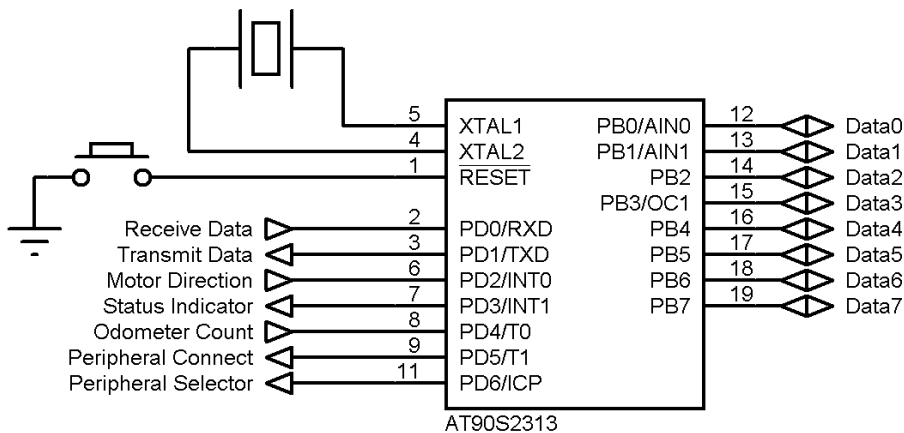 5 XTAL1 PB0/AIN0 12 Data0
4 XTAL2 PB1/AIN1 13 Data1
1 RESET PB2 14 Data2
PB3/OC1 15 Data3
Receive Data 2 PD0/RXD PB4 16 Data4
Transmit Data 3 PD1/TXD PB5 17 Data5
Motor Direction 6 PD2/INT0 PB6 18 Data6
Status Indicator 7 PD3/INT1 PB7 19 Data7
Odometer Count 8 PD4/T0
Peripheral Connect 9 PD5/T1
Peripheral Selector 11 PD6/ICP
AT90S2313